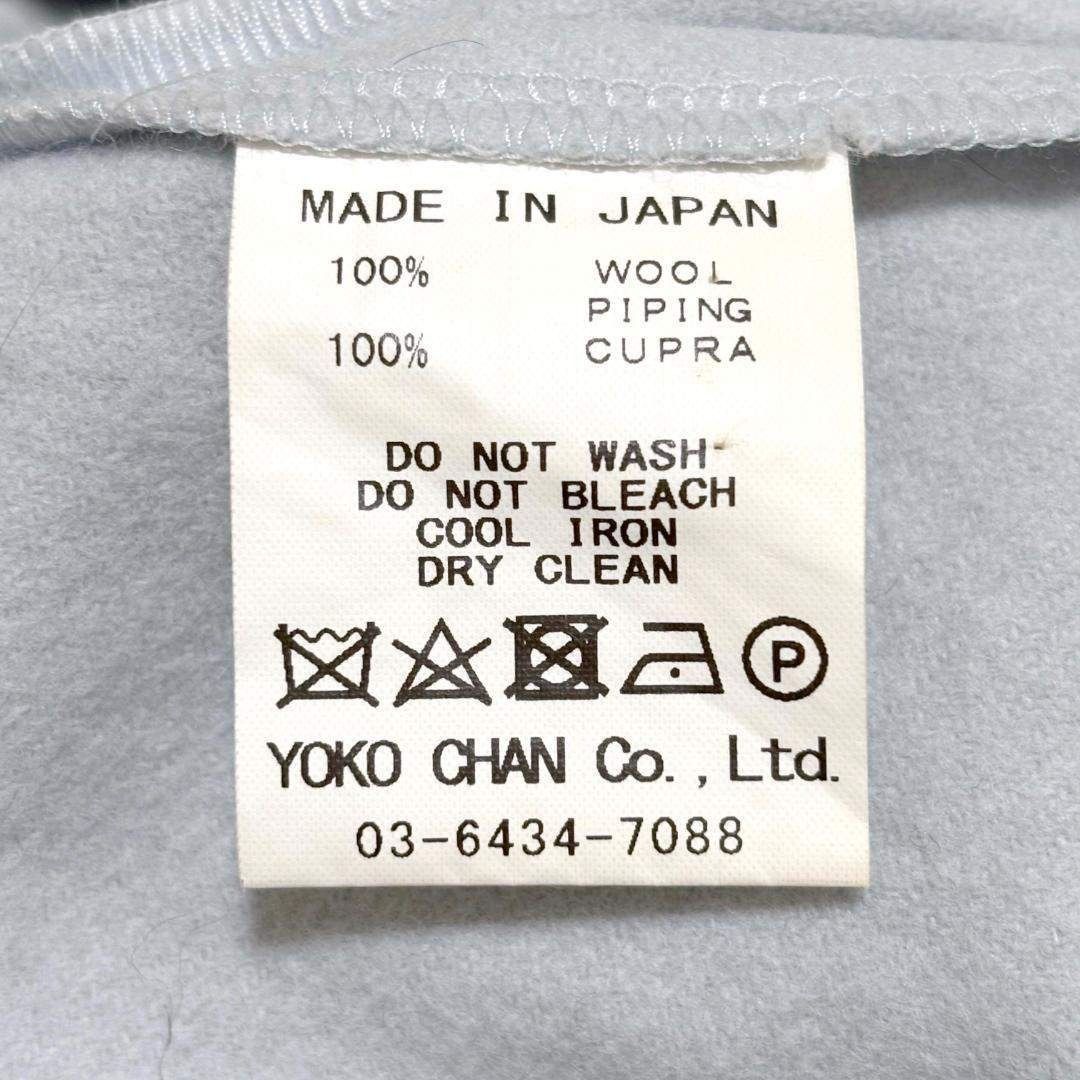 MADE IN JAPAN
100% WOOL
PIPING
100% CUPRA
DO NOT WASH
DO NOT BLEACH
COOL IRON
DRY CLEAN
P
YOKO CHAN Co., Ltd.
03-6434-7088